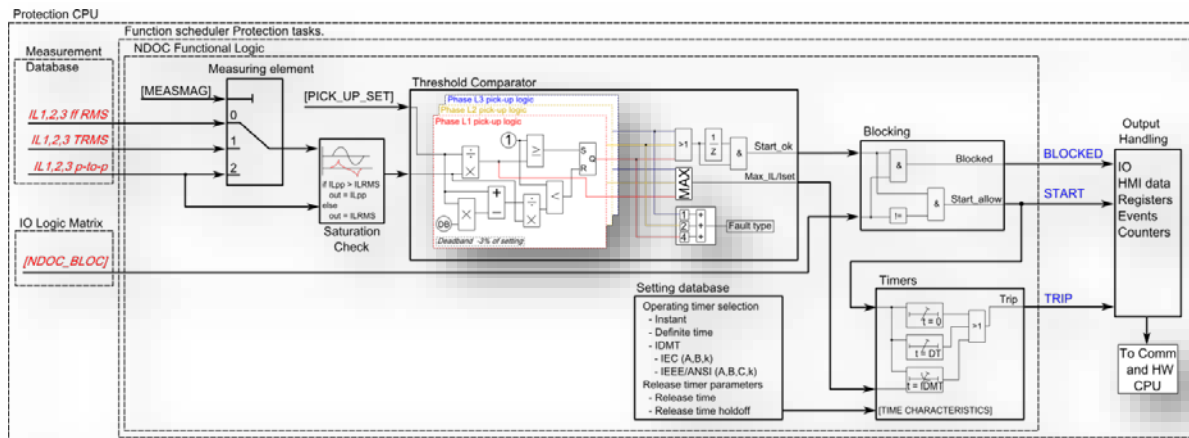 Protection CPU
Function scheduler Protection tasks.
NDOC Functional Logic
Measurement
Database
Measuring element
[MEASMAG]
IL1,2,3 ff RMS
IL1,2,3 TRMS
IL1,2,3 p-to-p
0
1
2
IO Logic Matrix
[NDOC_BLOC]
if ILpp > ILRMS
out = ILpp
else
out = ILRMS
Saturation
Check
[PICK_UP_SET]
Threshold Comparator
Phase L3 pick-up logic
Phase L2 pick-up logic
Phase L1 pick-up logic
1
≥
S
Q
R
÷
×
+
−
×
÷
×
<
DB
Deadband -3% of setting
>1
1
Z
&
Start_ok
MAX
Max_IL/Iset
1
2
4
+
+
+
Fault type
Blocking
&
Blocked
&
!=
Start_allow
BLOCKED
START
TRIP
Output
Handling
IO
HMI data
Registers
Events
Counters
To Comm
and HW
CPU
Setting database
Operating timer selection
- Instant
- Definite time
- IDMT
- IEC (A,B,k)
- IEEE/ANSI (A,B,C,k)
Release timer parameters
- Release time
- Release time holdoff
Timers
t = 0
t = DT
t = IDMT
>1
Trip
[TIME CHARACTERISTICS]